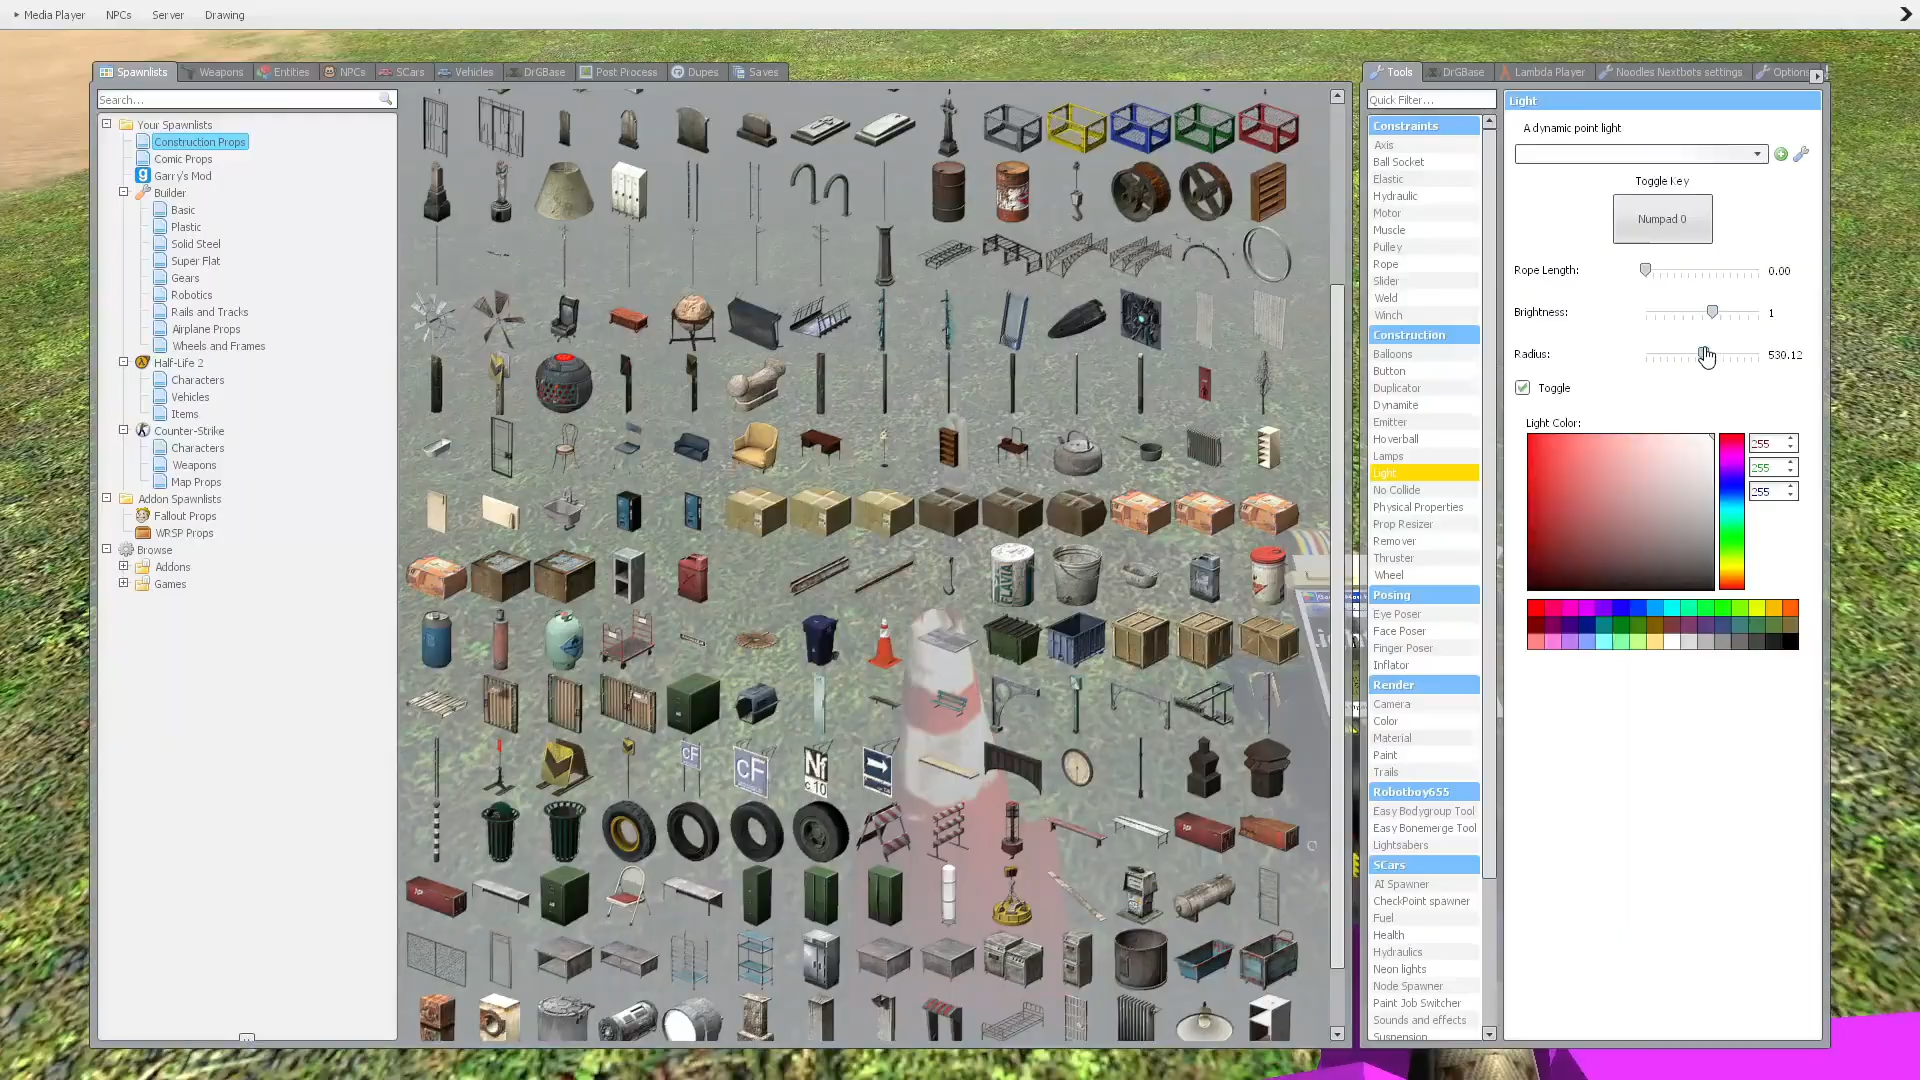 Media Player NPCs Server Drawing
Spawnlists Weapons Entities NPCs SCars Vehicles DrGBase Post Process Dupes Saves
Tools DrGBase Lambda Player Noodles Nextbots settings Options
Search...
Your Spawnlists
Construction Props
Comic Props
Garry's Mod
Builder
Basic
Plastic
Solid Steel
Super Flat
Gears
Robotics
Rails and Tracks
Airplane Props
Wheels and Frames
Half-Life 2
Characters
Vehicles
Items
Counter-Strike
Characters
Weapons
Map Props
Addon Spawnlists
Fallout Props
WRSP Props
Browse
Addons
Games
cF
cF
Nf
c10
Quick Filter...
Constraints
Axis
Ball Socket
Elastic
Hydraulic
Motor
Muscle
Pulley
Rope
Slider
Weld
Winch
Construction
Balloons
Button
Duplicator
Dynamite
Emitter
Hoverball
Lamps
Light
No Collide
Physical Properties
Prop Resizer
Remover
Thruster
Wheel
Posing
Eye Poser
Face Poser
Finger Poser
Inflator
Render
Camera
Color
Material
Paint
Trails
Robotboy655
Easy Bodygroup Tool
Easy Bonemerge Tool
Lightsabers
SCars
AI Spawner
CheckPoint spawner
Fuel
Health
Hydraulics
Neon lights
Node Spawner
Paint Job Switcher
Sounds and effects
Suspension
Light
A dynamic point light
Toggle Key
Numpad 0
Rope Length: 0.00
Brightness: 1
Radius: 530.12
Toggle
Light Color:
255
255
255